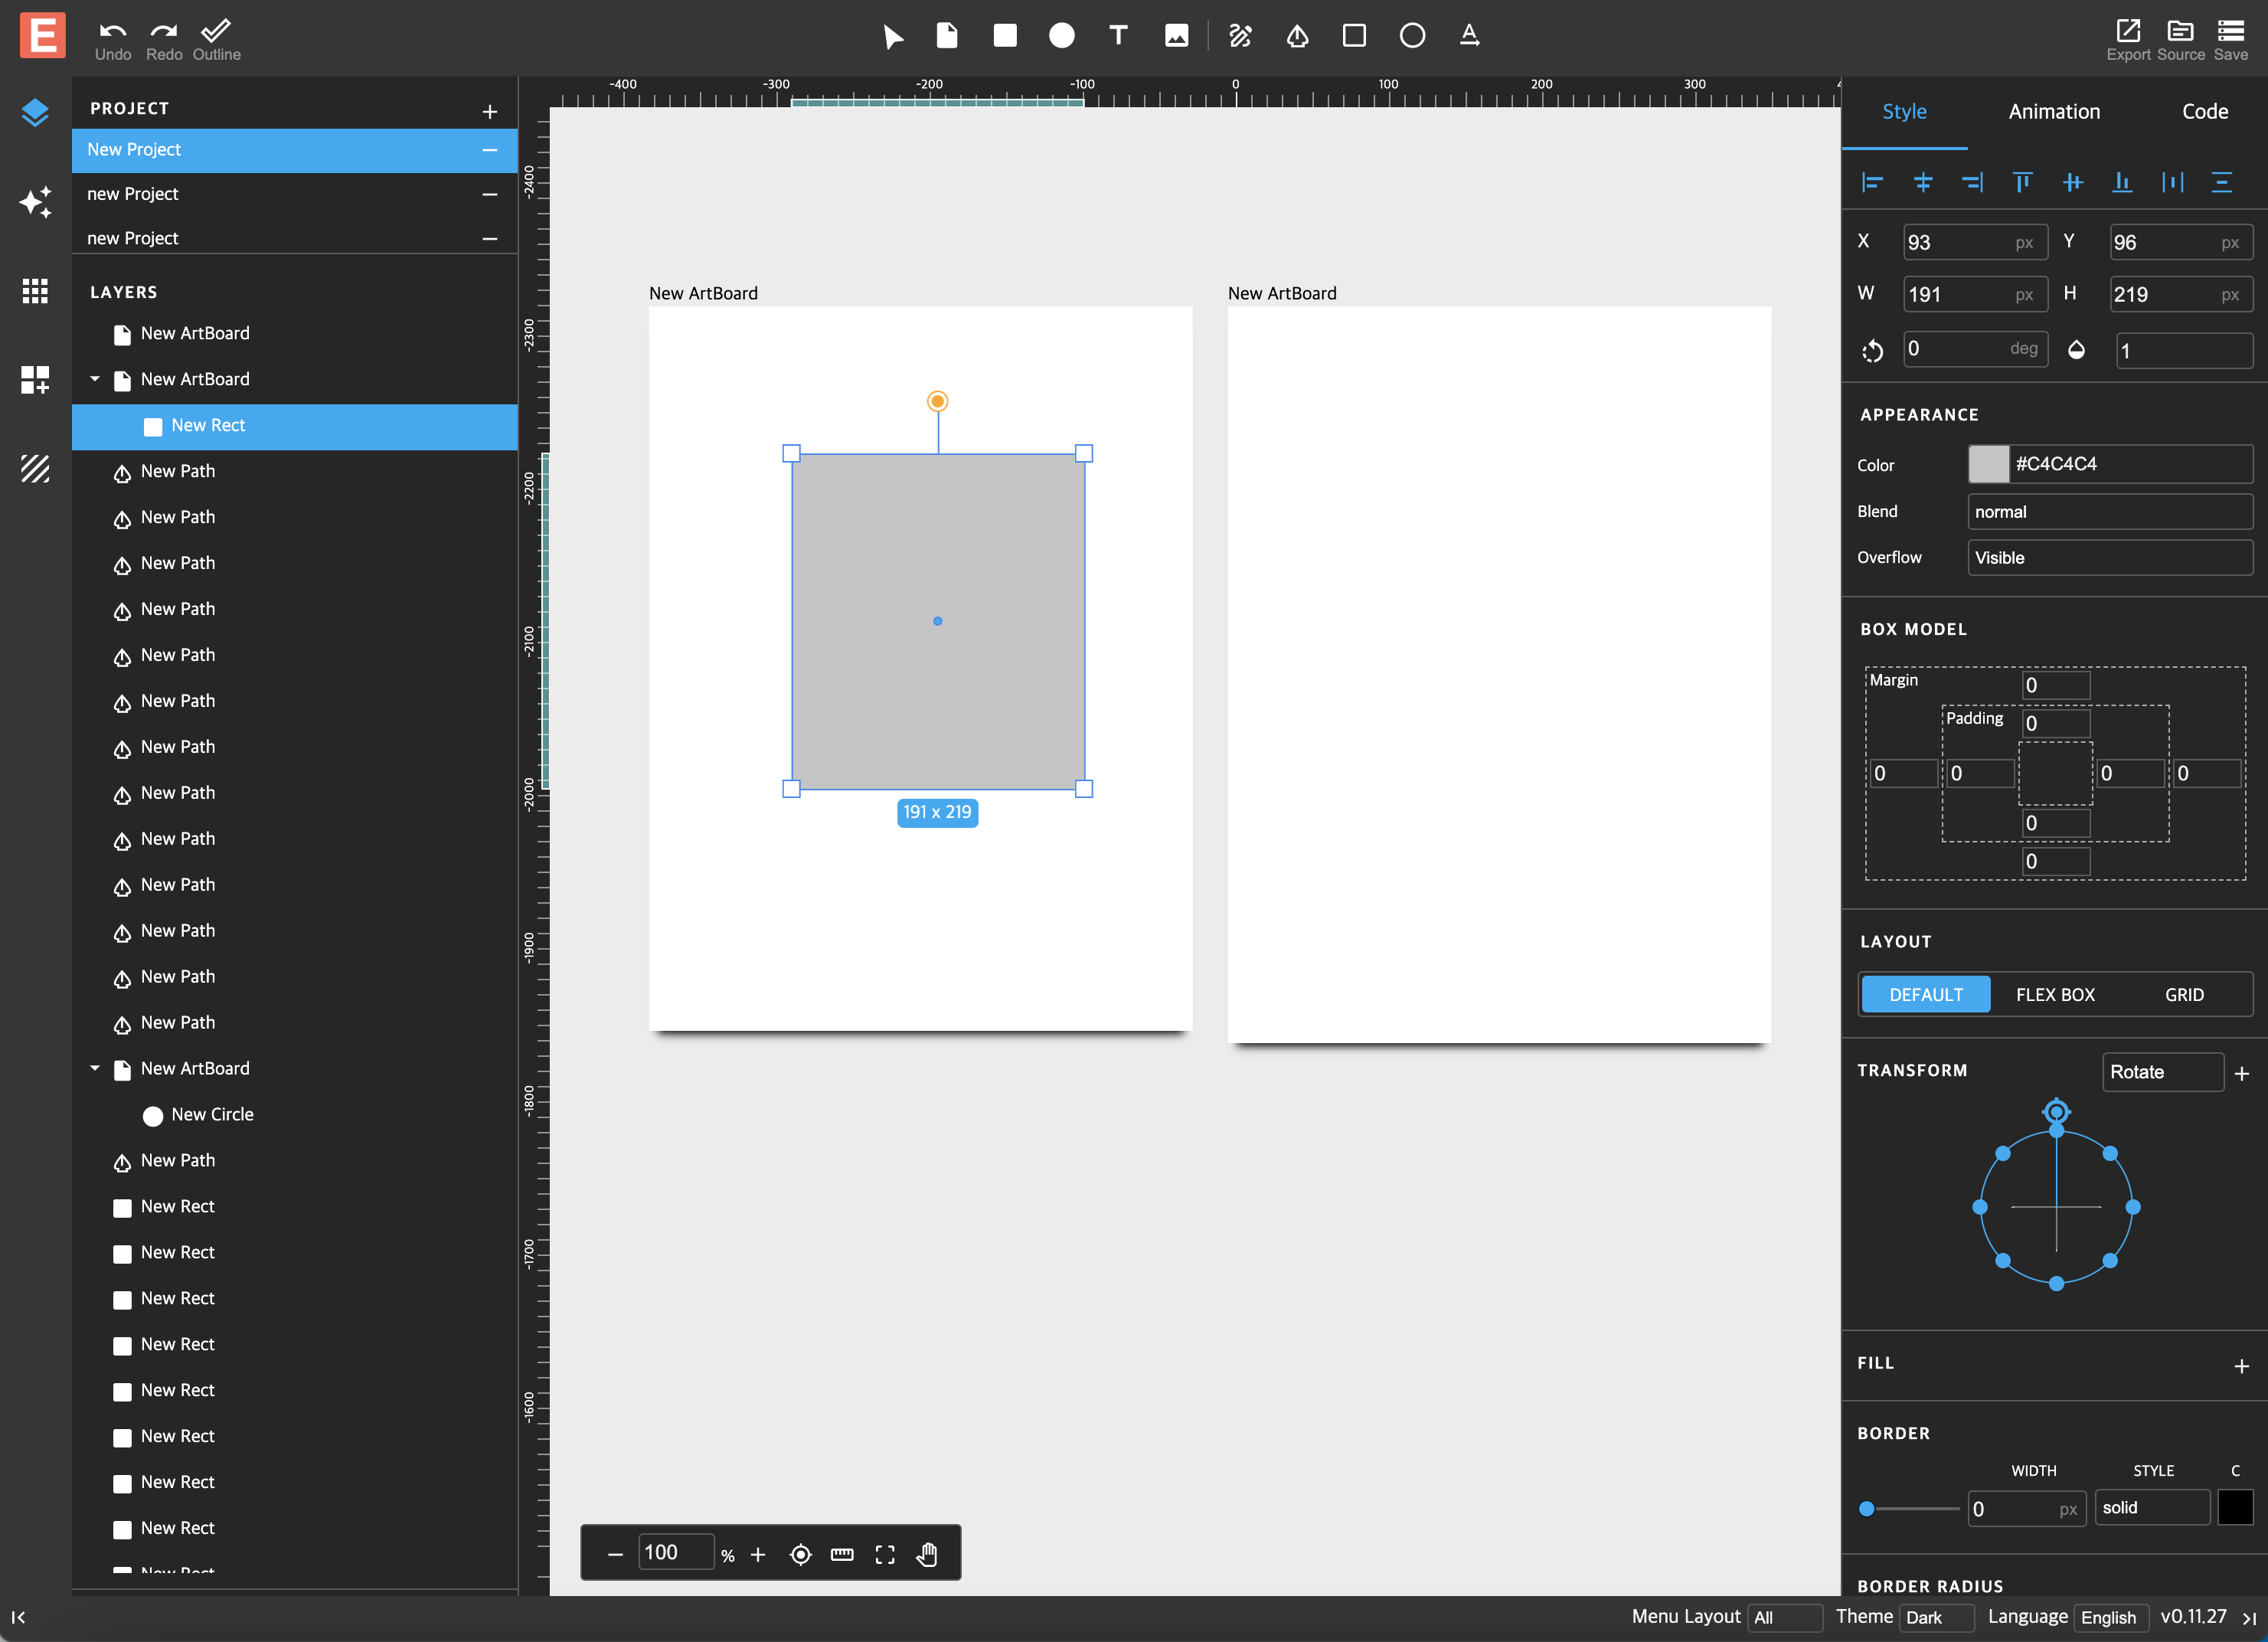 E
Undo Redo Outline
Export Source Save
PROJECT
New Project
new Project
new Project
LAYERS
New ArtBoard
New ArtBoard
New Rect
New Path
New Path
New Path
New Path
New Path
New Path
New Path
New Path
New Path
New Path
New Path
New Path
New Path
New ArtBoard
New Circle
New Path
New Rect
New Rect
New Rect
New Rect
New Rect
New Rect
New Rect
New Rect
New Rect
-400 -300 -200 -100 0 100 200 300
-2400
-2300
-2200
-2100
-2000
-1900
-1800
-1700
-1600
New ArtBoard New ArtBoard
191 x 219
100 %
Style Animation Code
X 93 px Y 96 px
W 191 px H 219 px
0 deg 1
APPEARANCE
Color #C4C4C4
Blend normal
Overflow Visible
BOX MODEL
Margin 0
Padding 0
0 0 0 0
0
0
LAYOUT
DEFAULT FLEX BOX GRID
TRANSFORM Rotate
FILL
BORDER
WIDTH STYLE C
0 px solid
BORDER RADIUS
Menu Layout All Theme Dark Language English v0.11.27